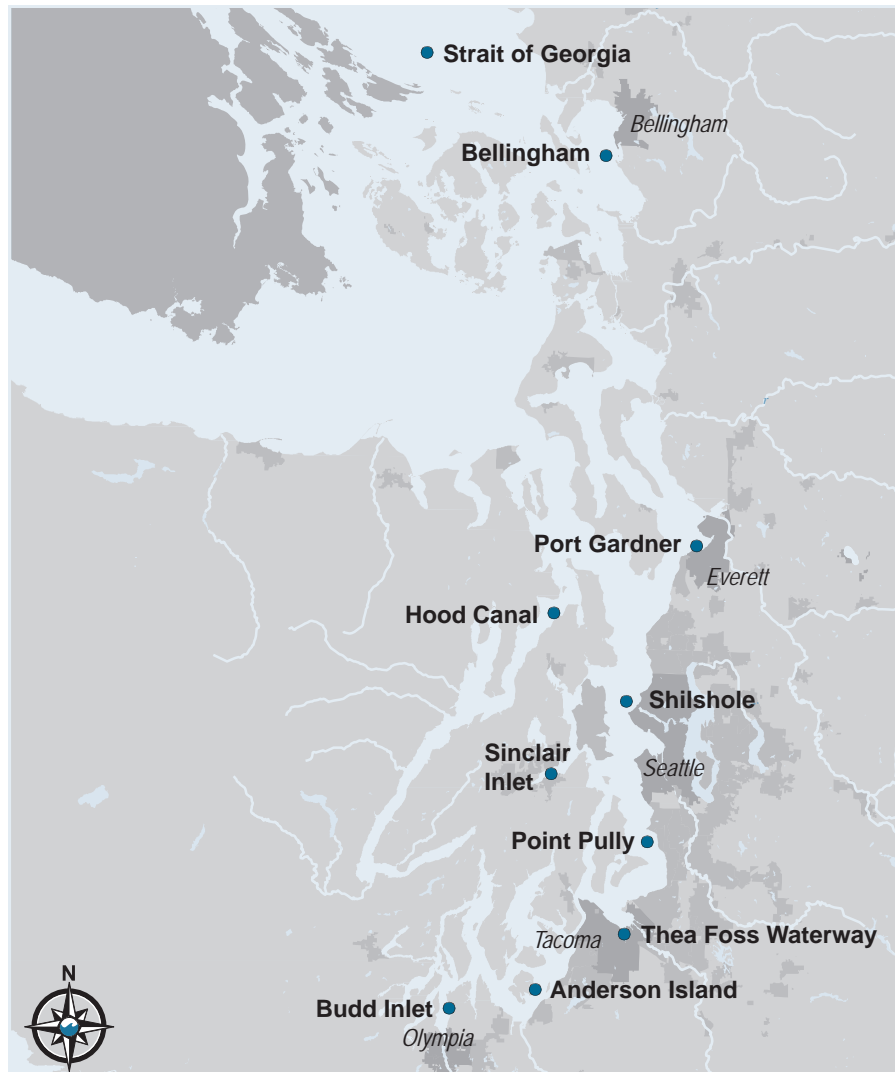 Strait of Georgia
Bellingham
Bellingham
Port Gardner
Everett
Hood Canal
Shilshole
Sinclair
Inlet
Seattle
Point Pully
Tacoma
Thea Foss Waterway
Anderson Island
N
Budd Inlet
Olympia